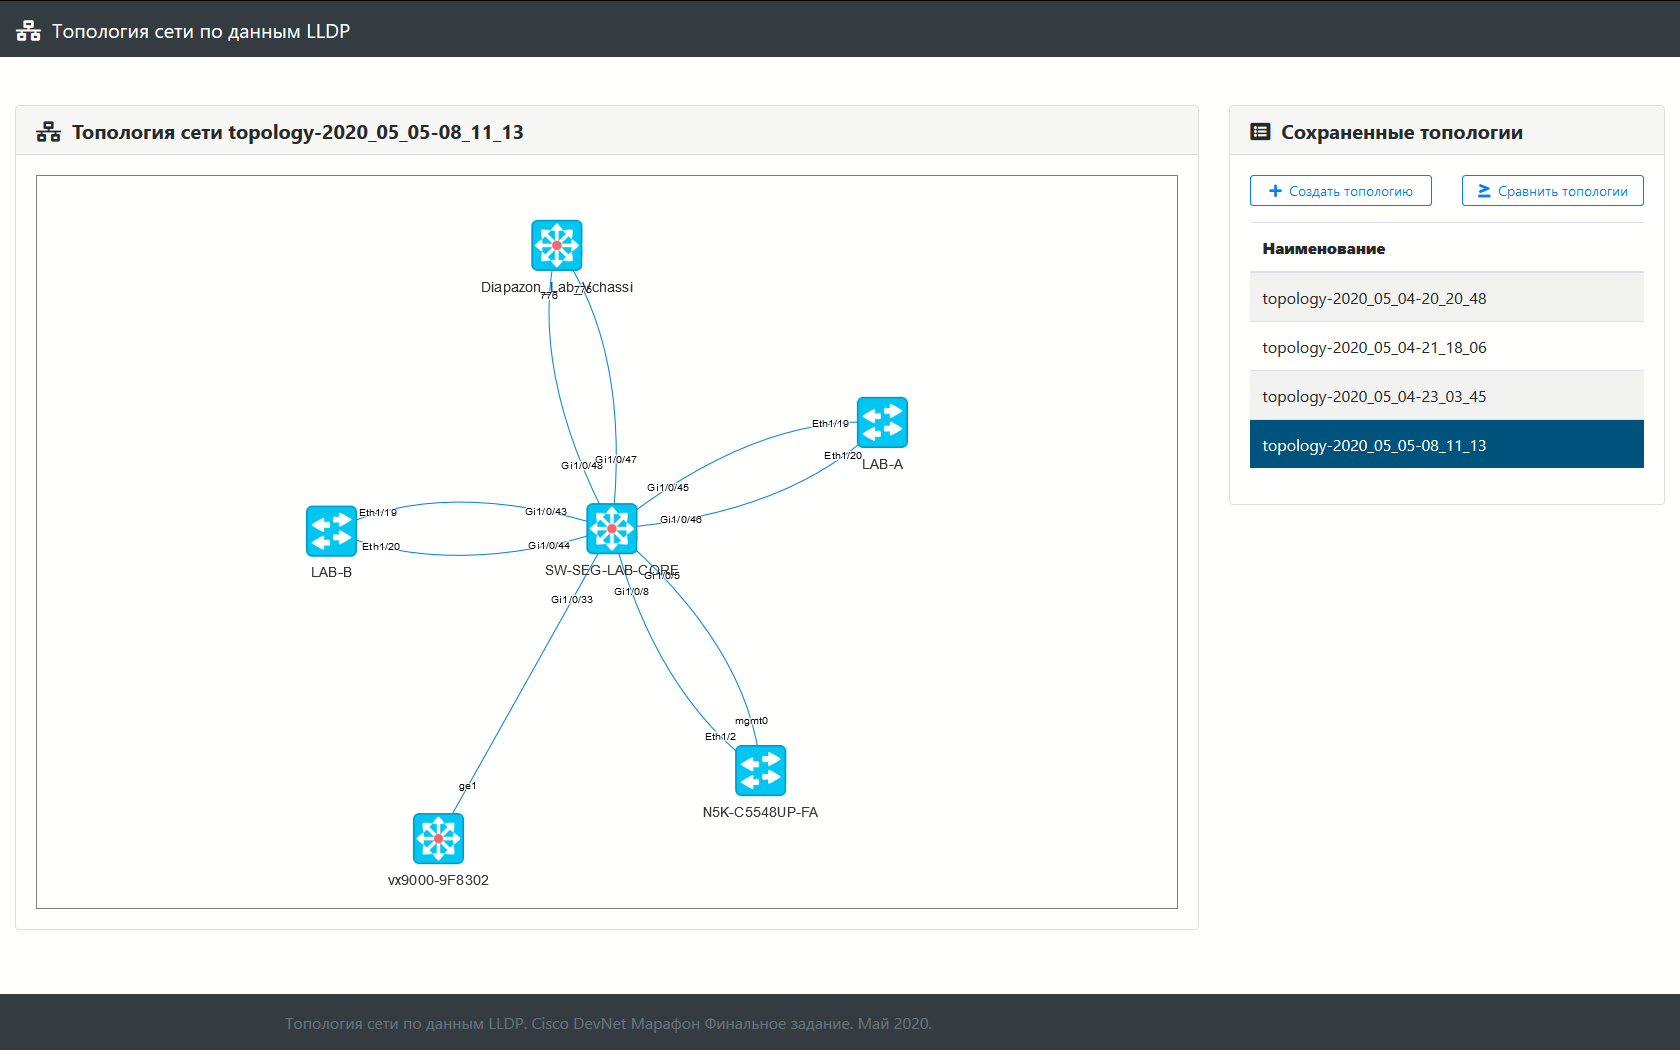 Топология сети по данным LLDP
Топология сети topology-2020_05_05-08_11_13
Diapazon_Lab_Vchassi
778
Gi1/0/48
Gi1/0/47
Eth1/19
Eth1/20
LAB-A
Gi1/0/45
Gi1/0/46
Eth1/19
Eth1/20
LAB-B
Gi1/0/43
Gi1/0/44
SW-SEG-LAB-CORE
Gi1/0/5
Gi1/0/8
Gi1/0/33
mgmt0
Eth1/2
N5K-C5548UP-FA
ge1
vx9000-9F8302
Сохраненные топологии
Создать топологию
Сравнить топологии
Наименование
topology-2020_05_04-20_20_48
topology-2020_05_04-21_18_06
topology-2020_05_04-23_03_45
topology-2020_05_05-08_11_13
Топология сети по данным LLDP. Cisco DevNet Марафон Финальное задание. Май 2020.